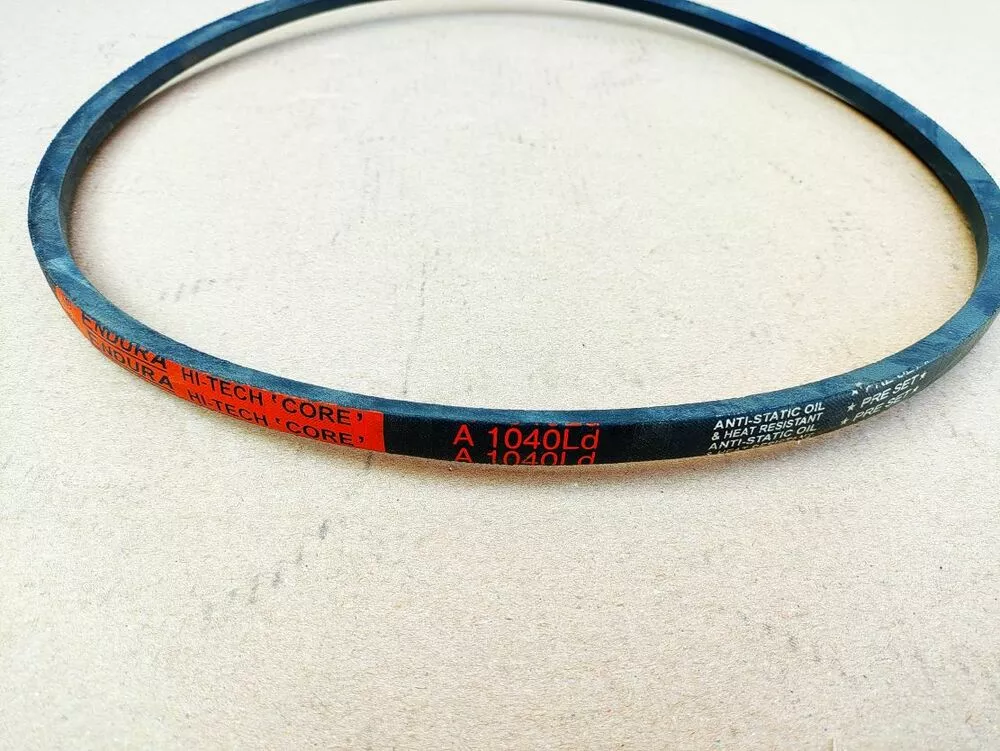 ENDURA HI-TECH 'CORE'
ENDURA HI-TECH 'CORE'
A 1040Ld
A 1040Ld
ANTI-STATIC OIL
& HEAT RESISTANT
ANTI-STATIC OIL
★ PRE SET ★
★ PRE SET ★